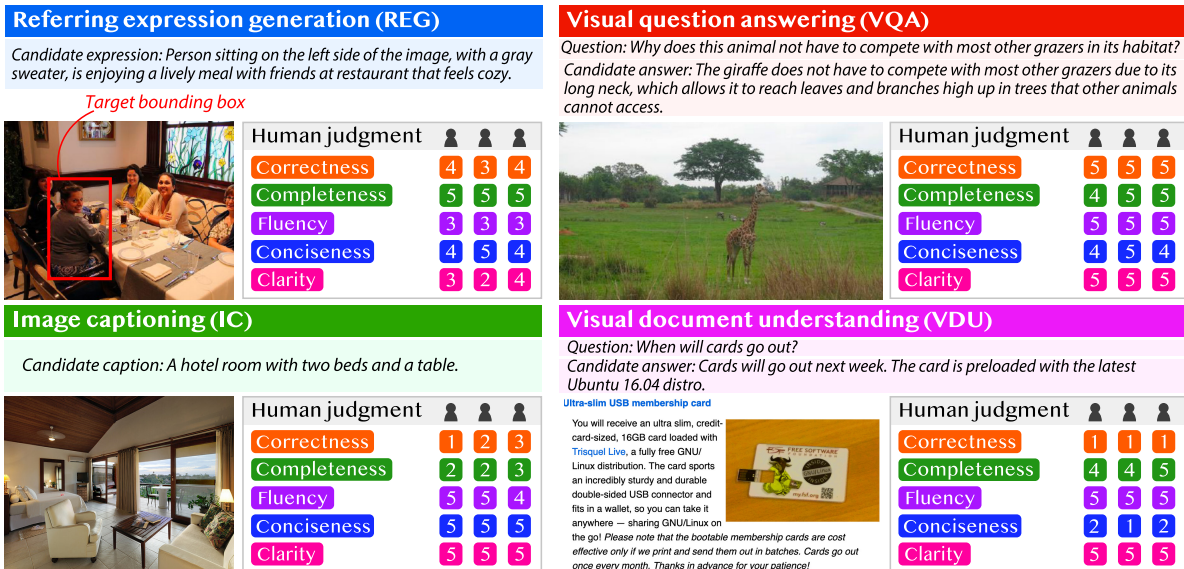 Referring expression generation (REG)
Candidate expression: Person sitting on the left side of the image, with a gray
sweater, is enjoying a lively meal with friends at restaurant that feels cozy.
Target bounding box
Human judgment
Correctness 4 3 4
Completeness 5 5 5
Fluency 3 3 3
Conciseness 4 5 4
Clarity 3 2 4
Visual question answering (VQA)
Question: Why does this animal not have to compete with most other grazers in its habitat?
Candidate answer: The giraffe does not have to compete with most other grazers due to its
long neck, which allows it to reach leaves and branches high up in trees that other animals
cannot access.
Human judgment
Correctness 5 5 5
Completeness 4 5 5
Fluency 5 5 5
Conciseness 4 5 4
Clarity 5 5 5
Image captioning (IC)
Candidate caption: A hotel room with two beds and a table.
Human judgment
Correctness 1 2 3
Completeness 2 2 3
Fluency 5 5 4
Conciseness 5 5 5
Clarity 5 5 5
Visual document understanding (VDU)
Question: When will cards go out?
Candidate answer: Cards will go out next week. The card is preloaded with the latest
Ubuntu 16.04 distro.
Ultra-slim USB membership card
You will receive an ultra slim, credit-
card-sized, 16GB card loaded with
Trisquel Live, a fully free GNU/
Linux distribution. The card sports
an incredibly sturdy and durable
double-sided USB connector and
fits in a wallet, so you can take it
anywhere — sharing GNU/Linux on
the go! Please note that the bootable membership cards are cost
effective only if we print and send them out in batches. Cards go out
once every month. Thanks in advance for your patience!
FREE SOFTWARE
FOUNDATION
my.fsf.org
Human judgment
Correctness 1 1 1
Completeness 4 4 5
Fluency 5 5 5
Conciseness 2 1 2
Clarity 5 5 5